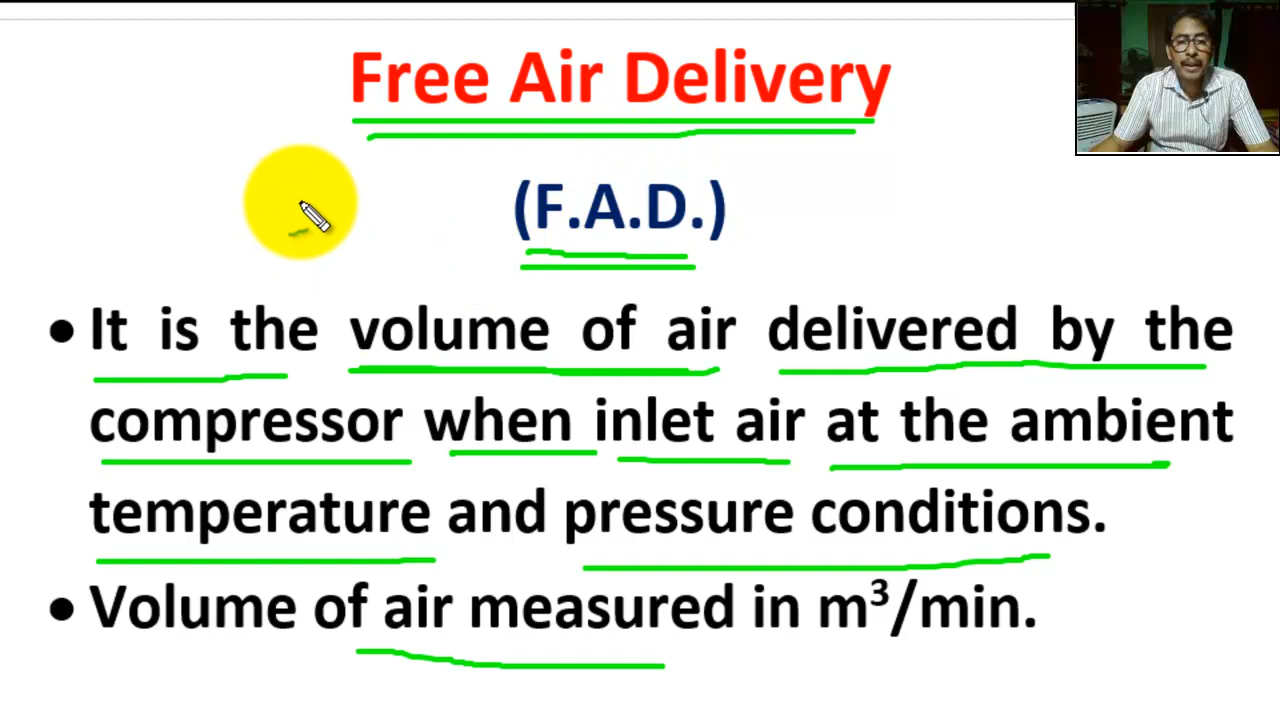 Free Air Delivery
(F.A.D.)
• It is the volume of air delivered by the
compressor when inlet air at the ambient
temperature and pressure conditions.
• Volume of air measured in m³/min.